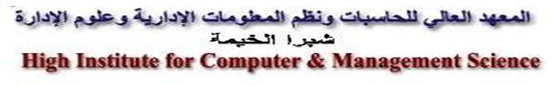 المعهد العالي للحاسبات ونظم المعلومات الإدارية وعلوم الإدارة
شبرا الخيمة
High Institute for Computer & Management Science